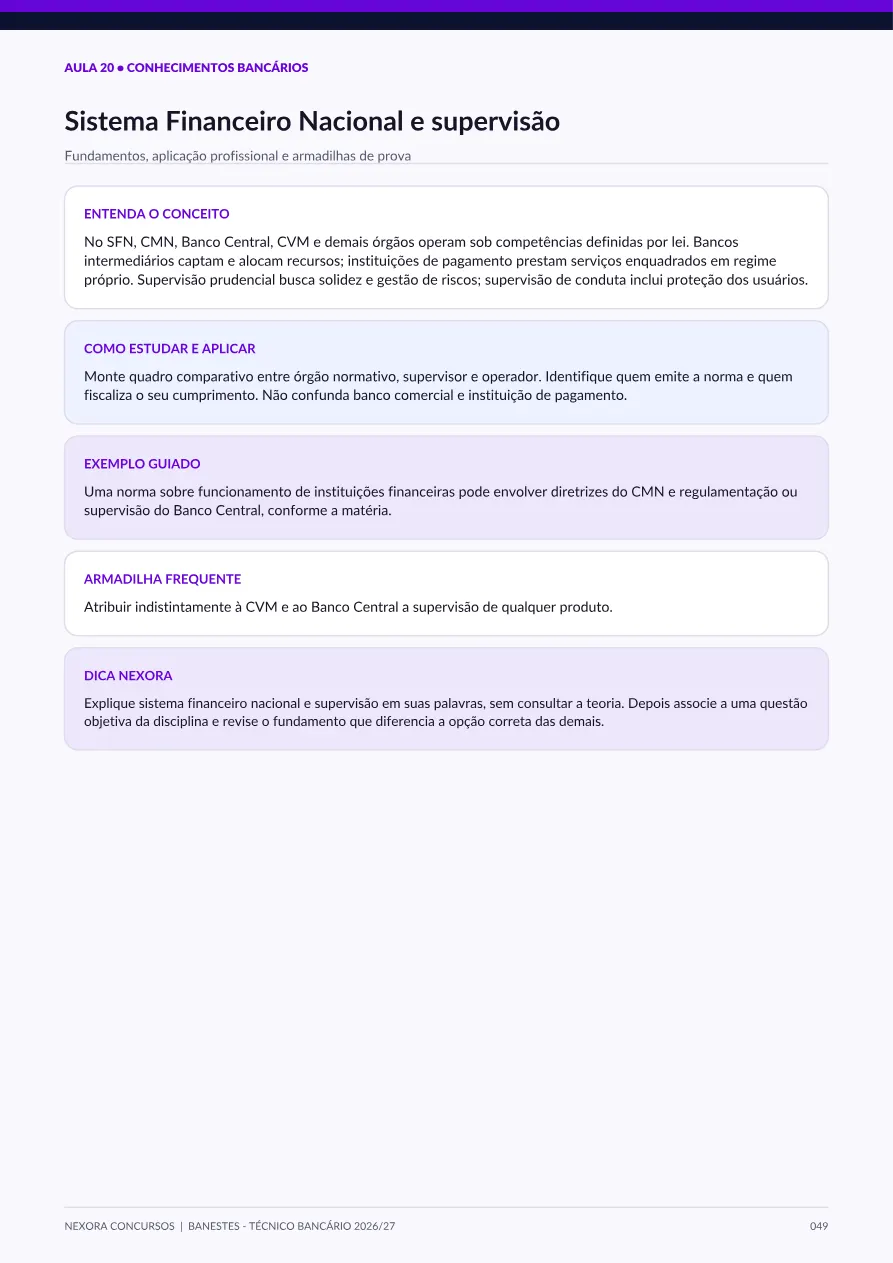 AULA 20 • CONHECIMENTOS BANCÁRIOS
Sistema Financeiro Nacional e supervisão
Fundamentos, aplicação profissional e armadilhas de prova
ENTENDA O CONCEITO
No SFN, CMN, Banco Central, CVM e demais órgãos operam sob competências definidas por lei. Bancos
intermediários captam e alocam recursos; instituições de pagamento prestam serviços enquadrados em regime
próprio. Supervisão prudencial busca solidez e gestão de riscos; supervisão de conduta inclui proteção dos usuários.
COMO ESTUDAR E APLICAR
Monte quadro comparativo entre órgão normativo, supervisor e operador. Identifique quem emite a norma e quem
fiscaliza o seu cumprimento. Não confunda banco comercial e instituição de pagamento.
EXEMPLO GUIADO
Uma norma sobre funcionamento de instituições financeiras pode envolver diretrizes do CMN e regulamentação ou
supervisão do Banco Central, conforme a matéria.
ARMADILHA FREQUENTE
Atribuir indistintamente à CVM e ao Banco Central a supervisão de qualquer produto.
DICA NEXORA
Explique sistema financeiro nacional e supervisão em suas palavras, sem consultar a teoria. Depois associe a uma questão
objetiva da disciplina e revise o fundamento que diferencia a opção correta das demais.
NEXORA CONCURSOS | BANESTES - TÉCNICO BANCÁRIO 2026/27
049